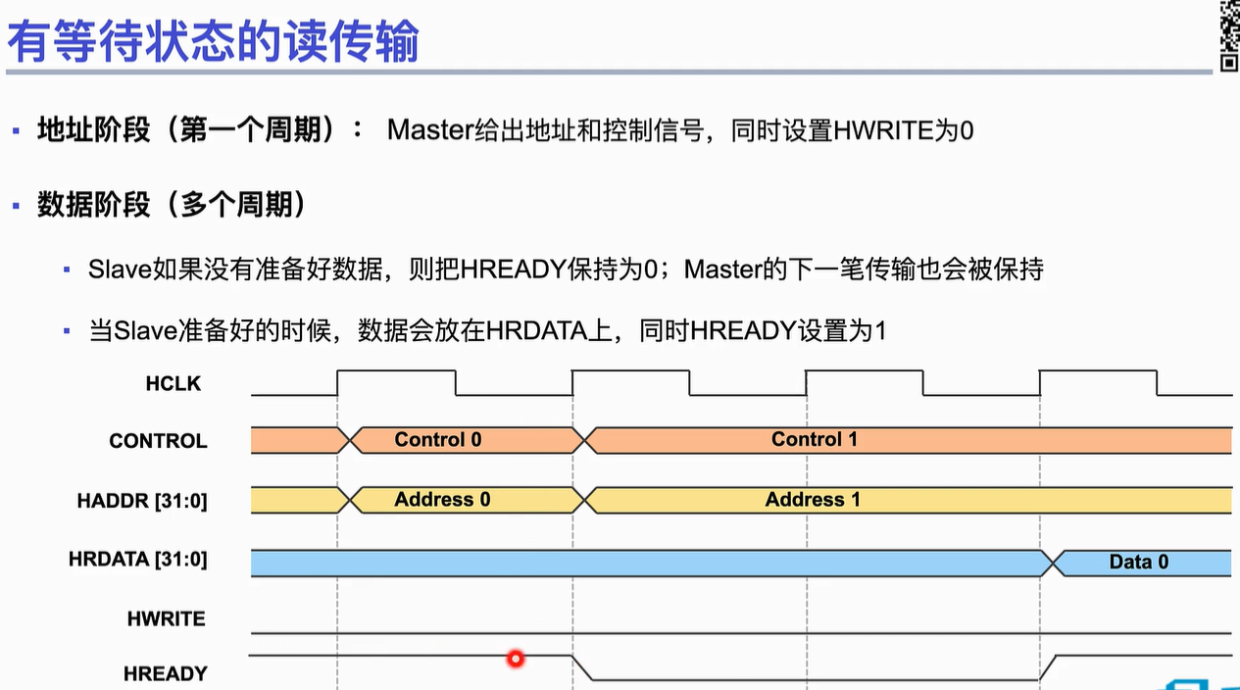 有等待状态的读传输
地址阶段（第一个周期）： Master给出地址和控制信号，同时设置HWRITE为0
数据阶段（多个周期）
Slave如果没有准备好数据，则把HREADY保持为0；Master的下一笔传输也会被保持
当Slave准备好的时候，数据会放在HRDATA上，同时HREADY设置为1
HCLK
CONTROL Control 0 Control 1
HADDR [31:0] Address 0 Address 1
HRDATA [31:0] Data 0
HWRITE
HREADY